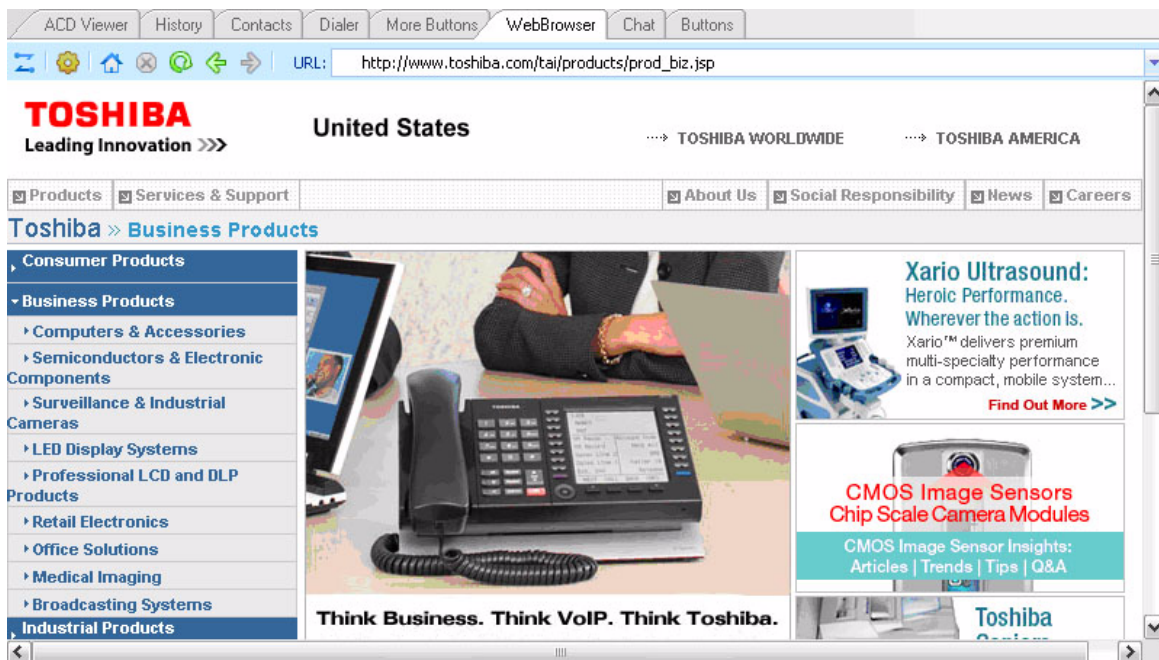 ACD Viewer History Contacts Dialer More Buttons WebBrowser Chat Buttons
URL: http://www.toshiba.com/tai/products/prod_biz.jsp
TOSHIBA
Leading Innovation >>>
United States
TOSHIBA WORLDWIDE
TOSHIBA AMERICA
Products Services & Support About Us Social Responsibility News Careers
Toshiba » Business Products
Consumer Products
Business Products
Computers & Accessories
Semiconductors & Electronic
Components
Surveillance & Industrial
Cameras
LED Display Systems
Professional LCD and DLP
Products
Retail Electronics
Office Solutions
Medical Imaging
Broadcasting Systems
Industrial Products
TOSHIBA
Think Business. Think VoIP. Think Toshiba.
Xario Ultrasound:
Heroic Performance.
Wherever the action is.
Xario™ delivers premium
multi-specialty performance
in a compact, mobile system...
Find Out More >>
CMOS Image Sensors
Chip Scale Camera Modules
CMOS Image Sensor Insights:
Articles | Trends | Tips | Q&A
Toshiba